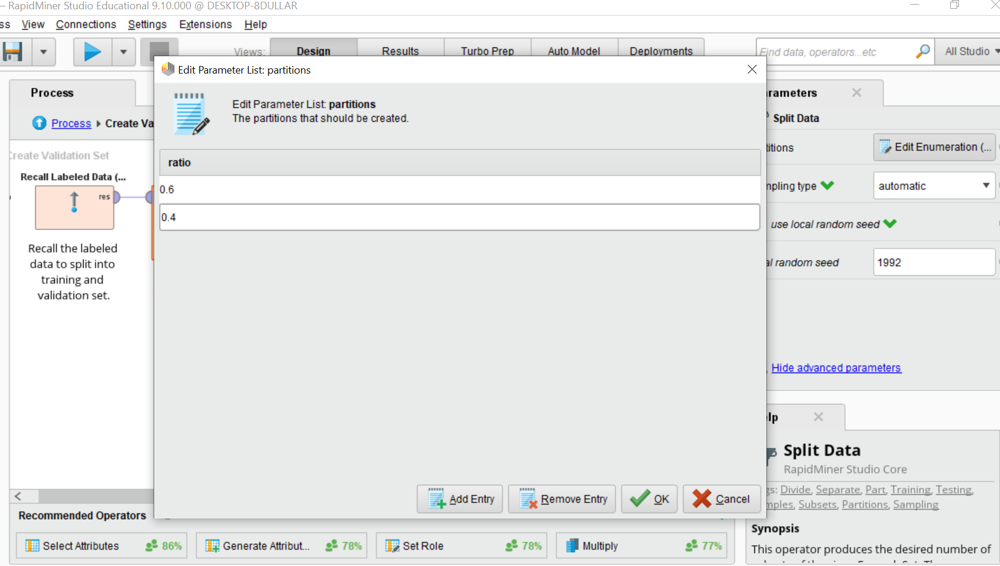 – RapidMiner Studio Educational 9.10.000 @ DESKTOP-8DULLAR
ss View Connections Settings Extensions Help
Views: Design Results Turbo Prep Auto Model Deployments Find data, operators...etc All Studio
Edit Parameter List: partitions
Process
Process Create Va
Create Validation Set
Recall Labeled Data (...
res
Recall the labeled
data to split into
training and
validation set.
Edit Parameter List: partitions
The partitions that should be created.
ratio
0.6
0.4
Add Entry Remove Entry OK Cancel
rameters
Split Data
titions Edit Enumeration (...
mpling type automatic
use local random seed
al random seed 1992
Hide advanced parameters
lp
Split Data
RapidMiner Studio Core
gs: Divide, Separate, Part, Training, Testing,
mples, Subsets, Partitions, Sampling
Synopsis
This operator produces the desired number of
Recommended Operators
Select Attributes 86% Generate Attribut... 78% Set Role 78% Multiply 77%